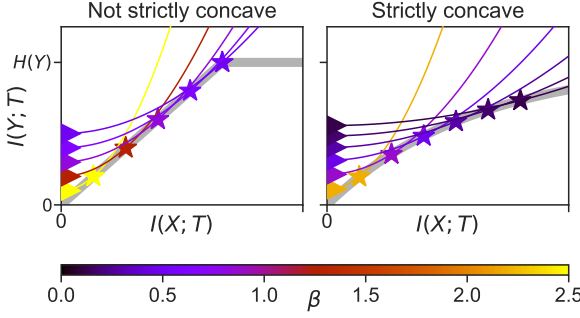 Not strictly concave
Strictly concave
H(Y)
I(Y; T)
0
0
I(X; T)
0
I(X; T)
0.0 0.5 1.0 1.5 2.0 2.5
β